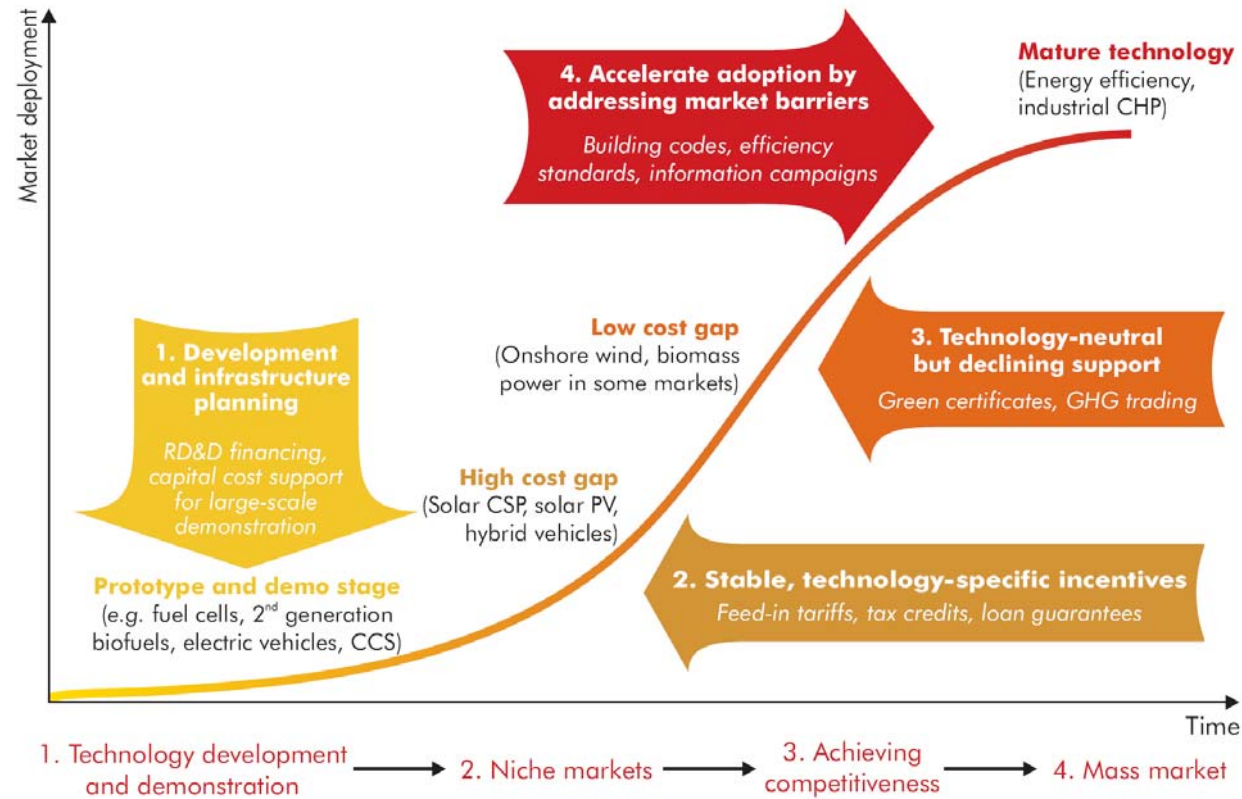 Market deployment
4. Accelerate adoption by
addressing market barriers
Building codes, efficiency
standards, information campaigns
Mature technology
(Energy efficiency,
industrial CHP)
1. Development
and infrastructure
planning
RD&D financing,
capital cost support
for large-scale
demonstration
Low cost gap
(Onshore wind, biomass
power in some markets)
3. Technology-neutral
but declining support
Green certificates, GHG trading
High cost gap
(Solar CSP, solar PV,
hybrid vehicles)
Prototype and demo stage
(e.g. fuel cells, 2nd generation
biofuels, electric vehicles, CCS)
2. Stable, technology-specific incentives
Feed-in tariffs, tax credits, loan guarantees
Time
1. Technology development
and demonstration
2. Niche markets
3. Achieving
competitiveness
4. Mass market